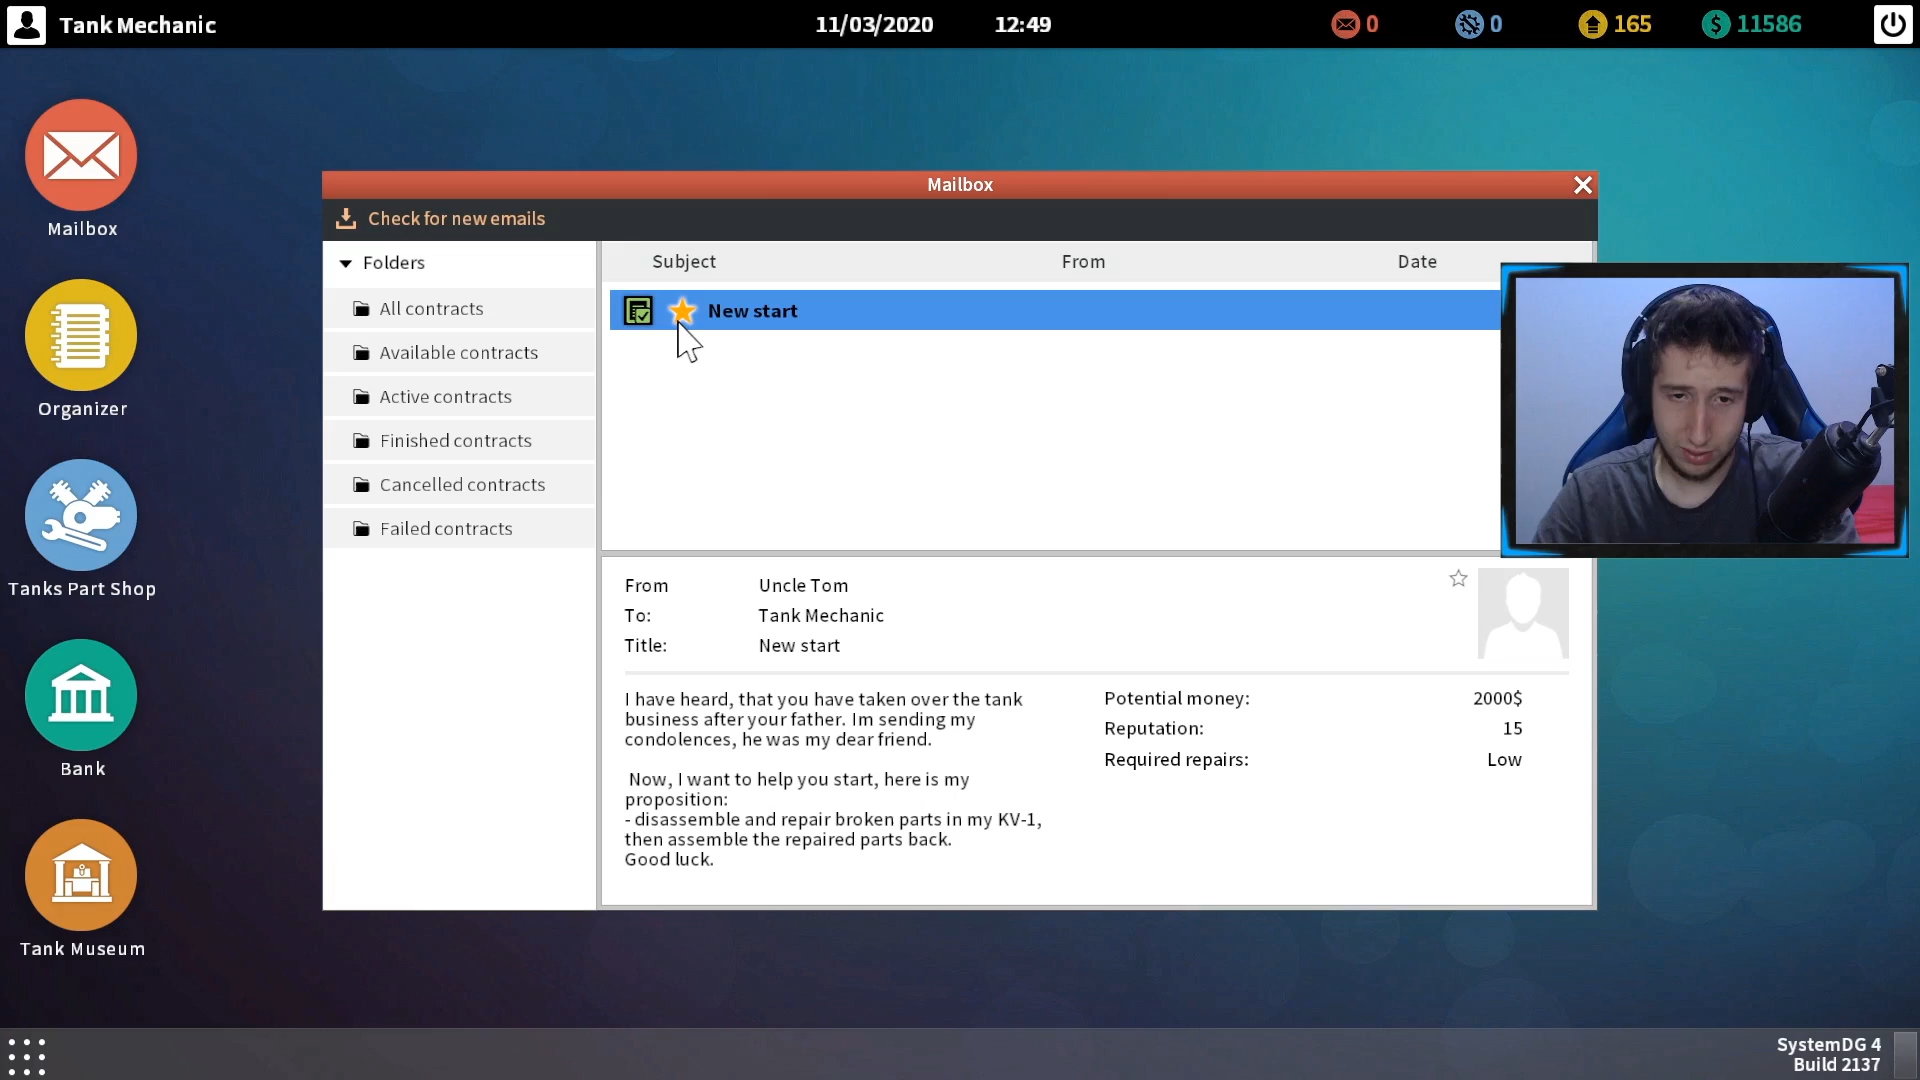 Tank Mechanic
11/03/2020
12:49
0
0
165
11586
Mailbox
Organizer
Tanks Part Shop
Bank
Tank Museum
Mailbox
Check for new emails
Folders
All contracts
Available contracts
Active contracts
Finished contracts
Cancelled contracts
Failed contracts
Subject
From
Date
New start
From
Uncle Tom
To:
Tank Mechanic
Title:
New start
I have heard, that you have taken over the tank
business after your father. Im sending my
condolences, he was my dear friend.
Now, I want to help you start, here is my
proposition:
- disassemble and repair broken parts in my KV-1,
then assemble the repaired parts back.
Good luck.
Potential money:
2000$
Reputation:
15
Required repairs:
Low
SystemDG 4
Build 2137